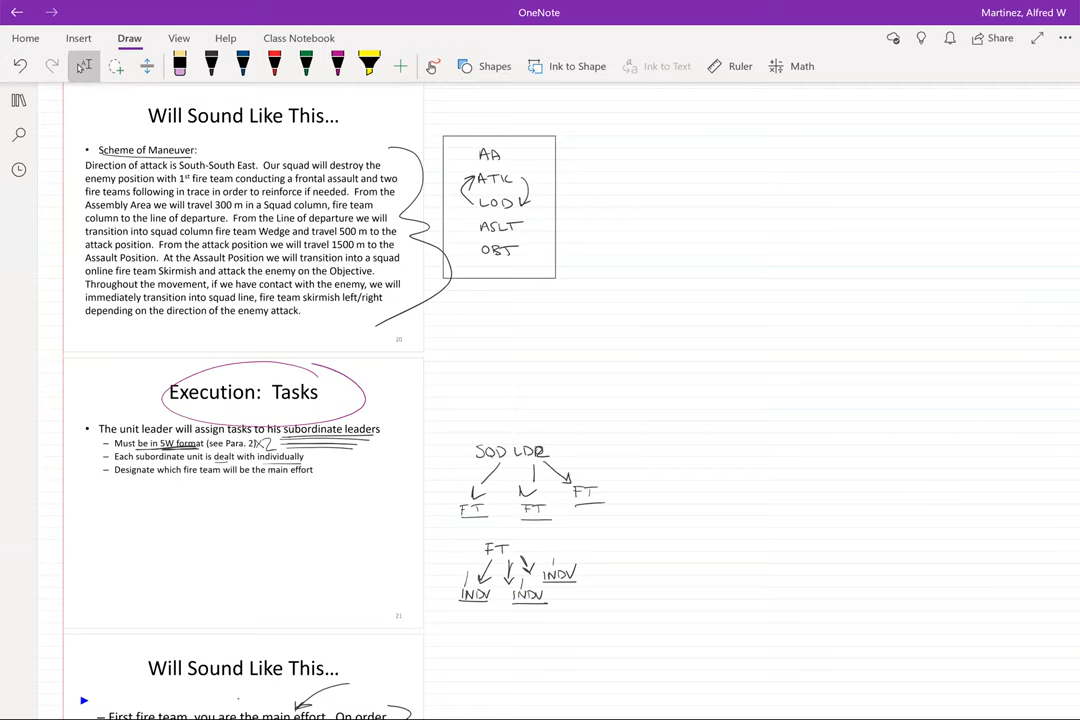 OneNote
Martinez, Alfred W
Home
Insert
Draw
View
Help
Class Notebook
Share
Shapes
Ink to Shape
Ink to Text
Ruler
Math
Will Sound Like This…
• Scheme of Maneuver:
Direction of attack is South-South East. Our squad will destroy the
enemy position with 1st fire team conducting a frontal assault and two
fire teams following in trace in order to reinforce if needed. From the
Assembly Area we will travel 300 m in a Squad column, fire team
column to the line of departure. From the Line of departure we will
transition into squad column fire team Wedge and travel 500 m to the
attack position. From the attack position we will travel 1500 m to the
Assault Position. At the Assault Position we will transition into a squad
online fire team Skirmish and attack the enemy on the Objective.
Throughout the movement, if we have contact with the enemy, we will
immediately transition into squad line, fire team skirmish left/right
depending on the direction of the enemy attack.
20
AA
ATK
LOD
ASLT
OBJ
Execution: Tasks
• The unit leader will assign tasks to his subordinate leaders
– Must be in 5W format (see Para. 2) X2
– Each subordinate unit is dealt with individually
– Designate which fire team will be the main effort
21
SQD LDR
FT FT FT
FT
INDV INDV INDV
Will Sound Like This…
– First fire team, you are the main effort. On order